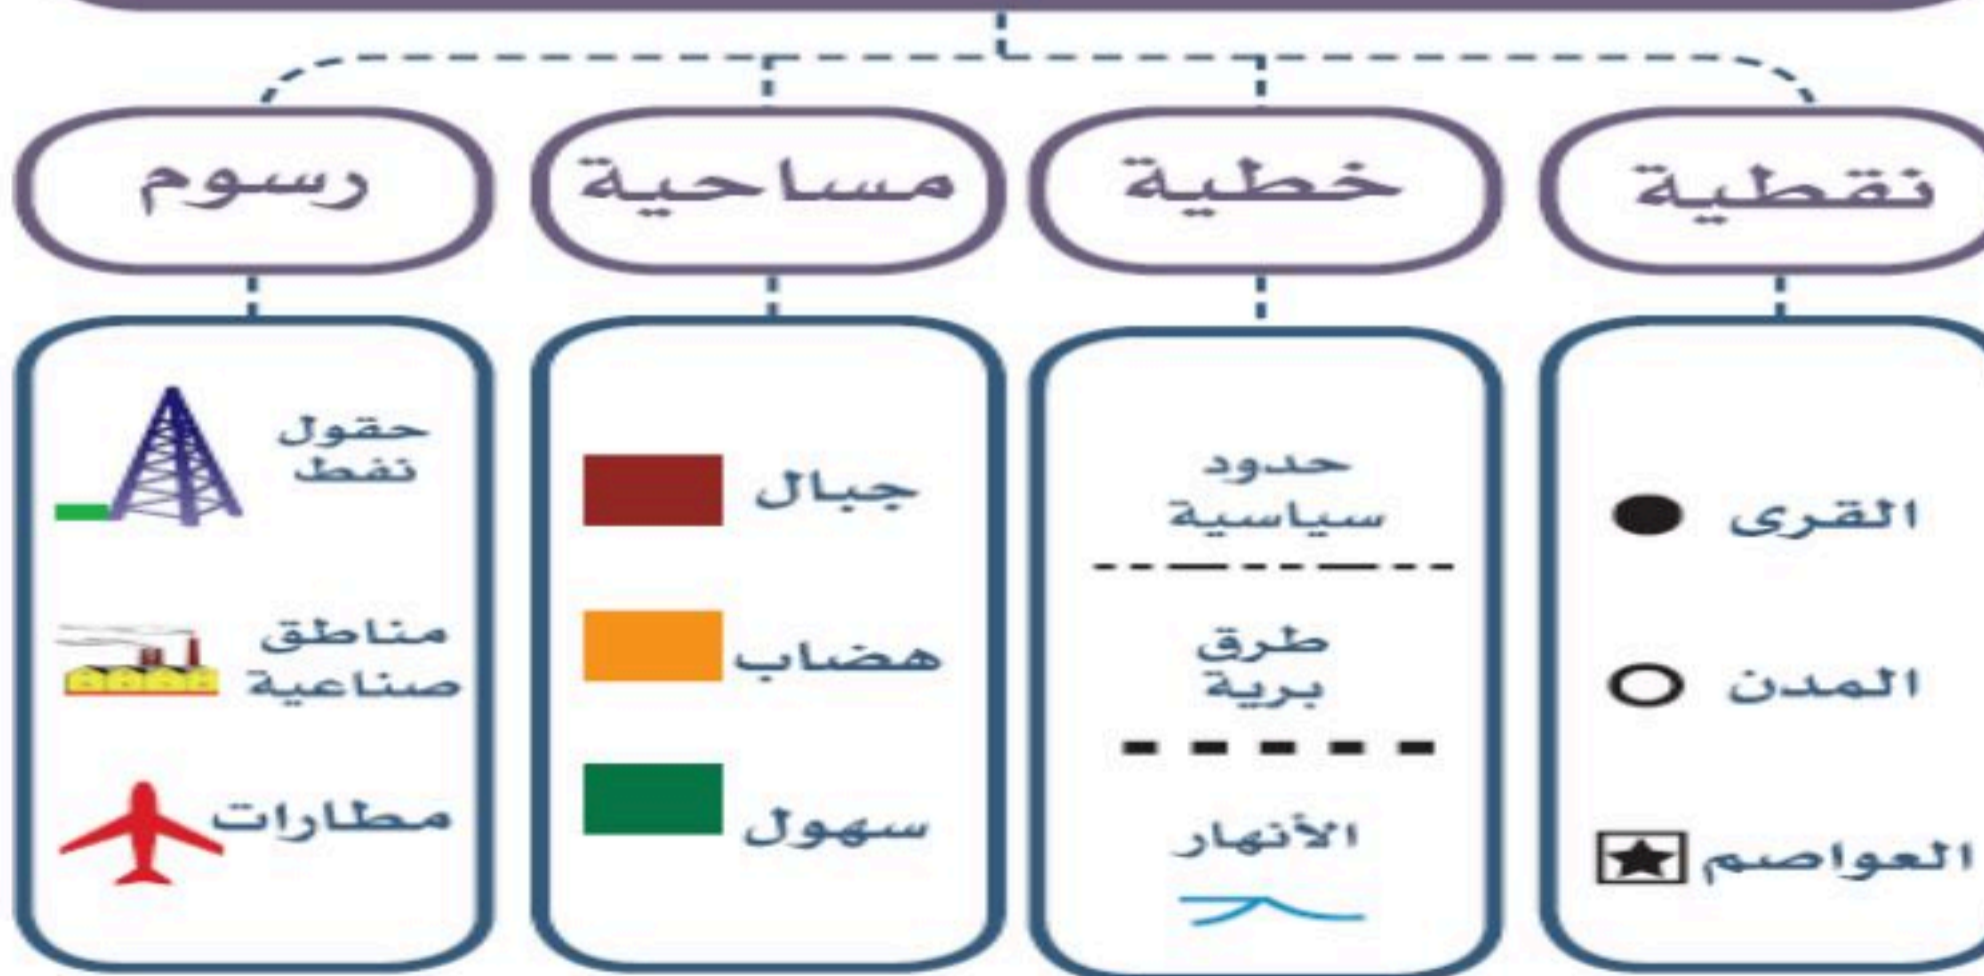 نقطية
خطية
مساحية
رسوم
القرى
المدن
العواصم
حدود
سياسية
طرق
برية
الأنهار
جبال
هضاب
سهول
حقول
نفط
مناطق
صناعية
مطارات